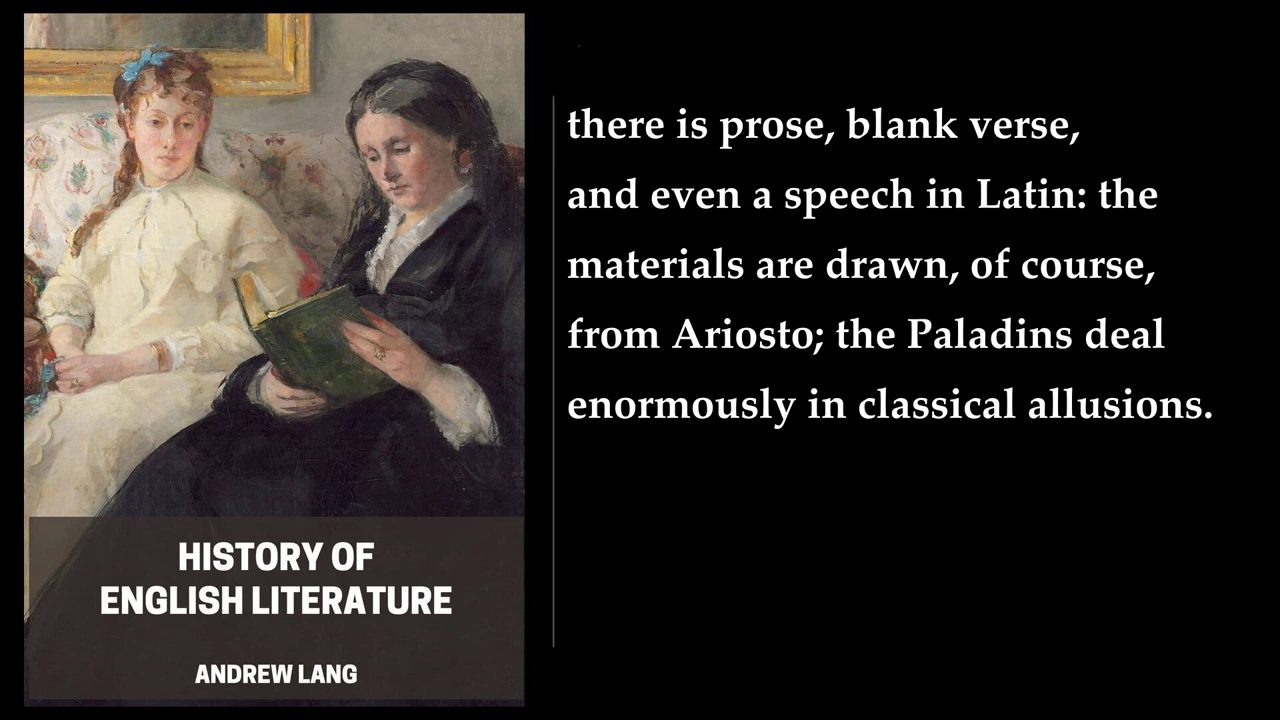 there is prose, blank verse,
and even a speech in Latin: the
materials are drawn, of course,
from Ariosto; the Paladins deal
enormously in classical allusions.
HISTORY OF
ENGLISH LITERATURE
ANDREW LANG